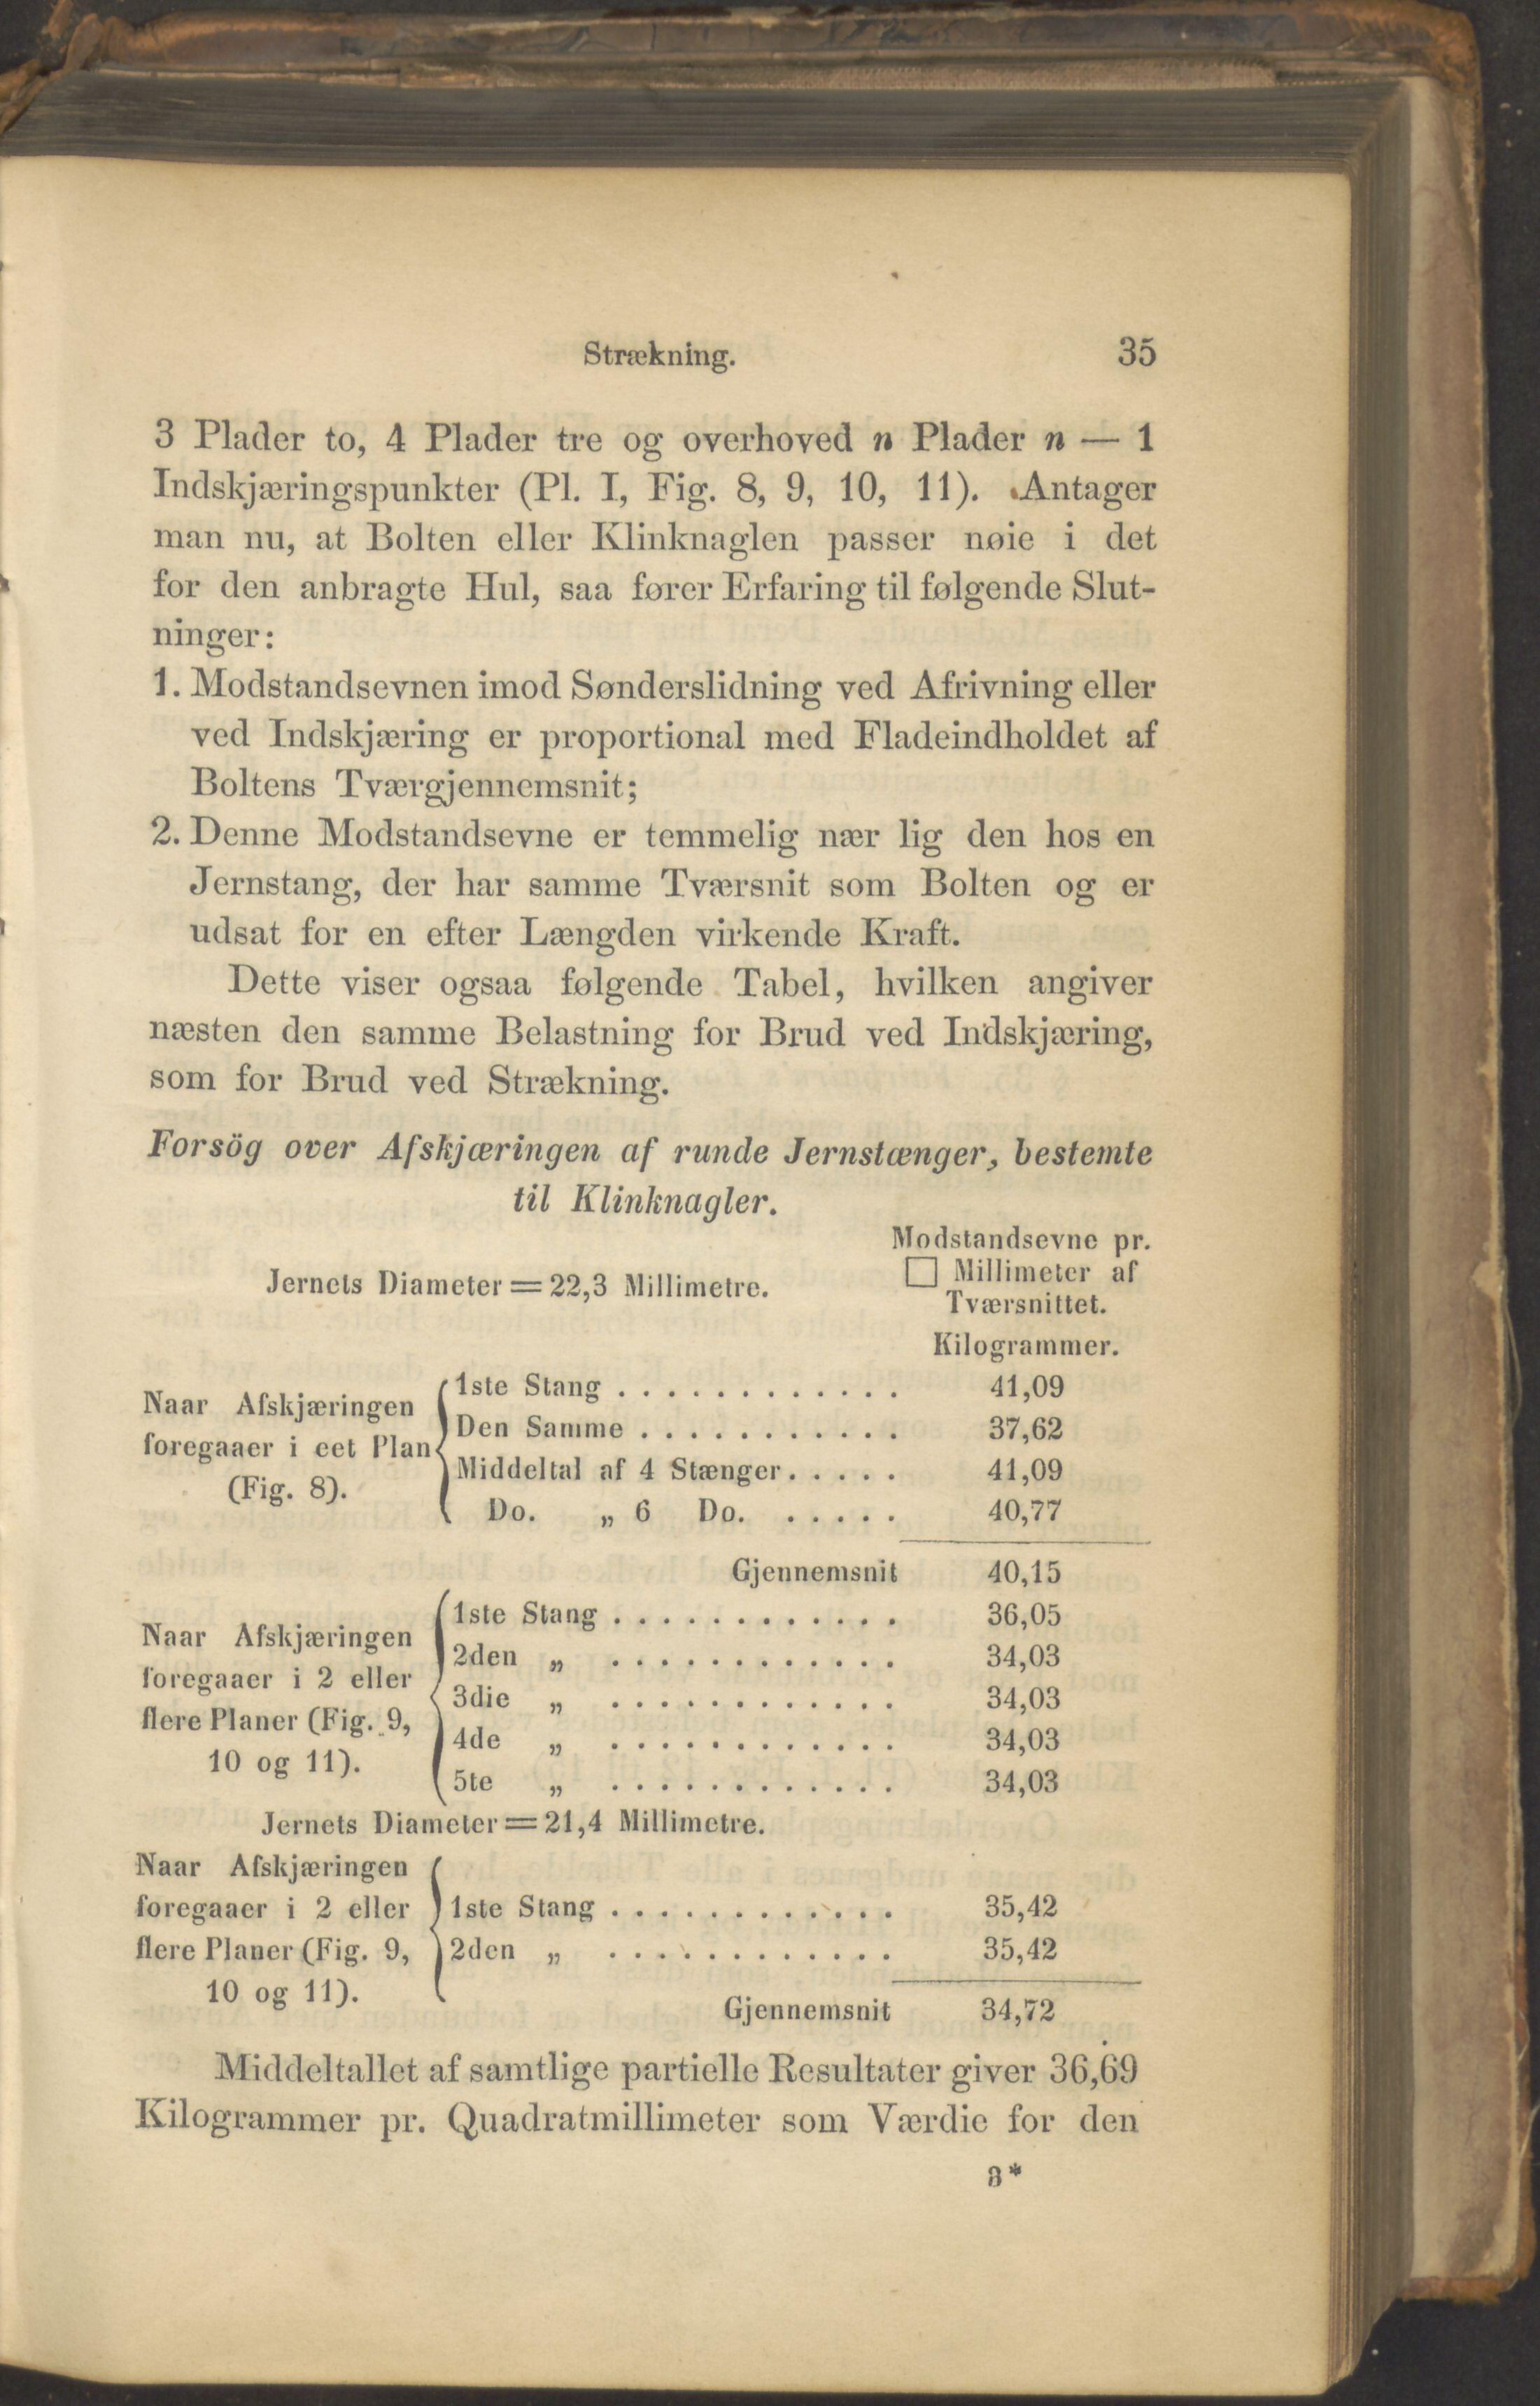 Strækning. 35
3 Plader to, 4 Plader tre og overhoved n Plader n — 1
Indskjæringspunkter (Pl. I, Fig. 8, 9, 10, 11). Antager
man nu, at Bolten eller Klinknaglen passer nøie i det
for den anbragte Hul, saa fører Erfaring til følgende Slut-
ninger:
1. Modstandsevnen imod Sønderslidning ved Afrivning eller
ved Indskjæring er proportional med Fladeindholdet af
Boltens Tværgjennemsnit;
2. Denne Modstandsevne er temmelig nær lig den hos en
Jernstang, der har samme Tværsnit som Bolten og er
udsat for en efter Længden virkende Kraft.
Dette viser ogsaa følgende Tabel, hvilken angiver
næsten den samme Belastning for Brud ved Indskjæring,
som for Brud ved Strækning.
Forsög over Afskjæringen af runde Jernstænger, bestemte
til Klinknagler.
Modstandsevne pr.
□ Millimeter af
Tværsnittet.
Jernets Diameter = 22,3 Millimetre.
Kilogrammer.
Naar Afskjæringen
foregaaer i eet Plan
(Fig. 8).
1ste Stang . . . . . . . . . . . . 41,09
Den Samme . . . . . . . . . . . 37,62
Middeltal af 4 Stænger. . . . . 41,09
Do. „ 6 Do. . . . . . 40,77
Gjennemsnit 40,15
Naar Afskjæringen
foregaaer i 2 eller
flere Planer (Fig. 9,
10 og 11).
1ste Stang . . . . . . . . . . . . 36,05
2den „ . . . . . . . . . . . . 34,03
3die „ . . . . . . . . . . . . 34,03
4de „ . . . . . . . . . . . . 34,03
5te „ . . . . . . . . . . . . 34,03
Jernets Diameter = 21,4 Millimetre.
Naar Afskjæringen
foregaaer i 2 eller
flere Planer (Fig. 9,
10 og 11).
1ste Stang . . . . . . . . . . . . 35,42
2den „ . . . . . . . . . . . . 35,42
Gjennemsnit 34,72
Middeltallet af samtlige partielle Resultater giver 36,69
Kilogrammer pr. Quadratmillimeter som Værdie for den
3*